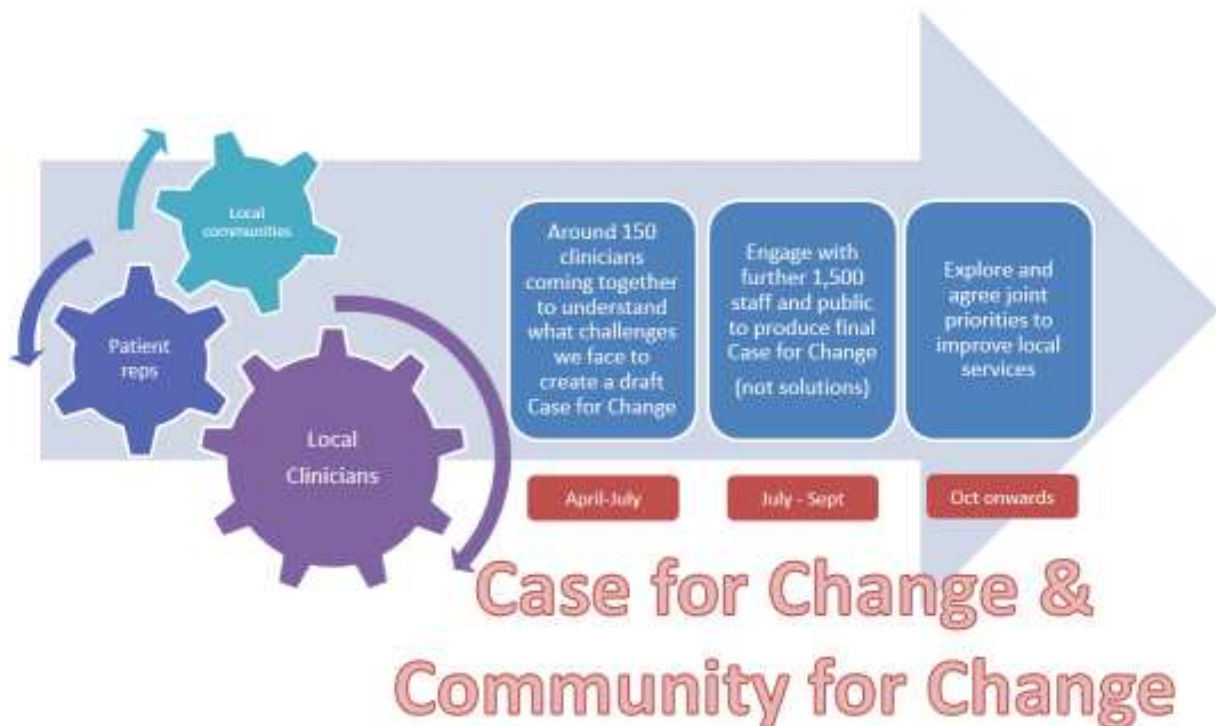 Local
communities
Patient
reps
Local
Clinicians
Around 150
clinicians
coming together
to understand
what challenges
we face to
create a draft
Case for Change
April-July
Engage with
further 1,500
staff and public
to produce final
Case for Change
(not solutions)
July - Sept
Explore and
agree joint
priorities to
improve local
services
Oct onwards
Case for Change &
Community for Change